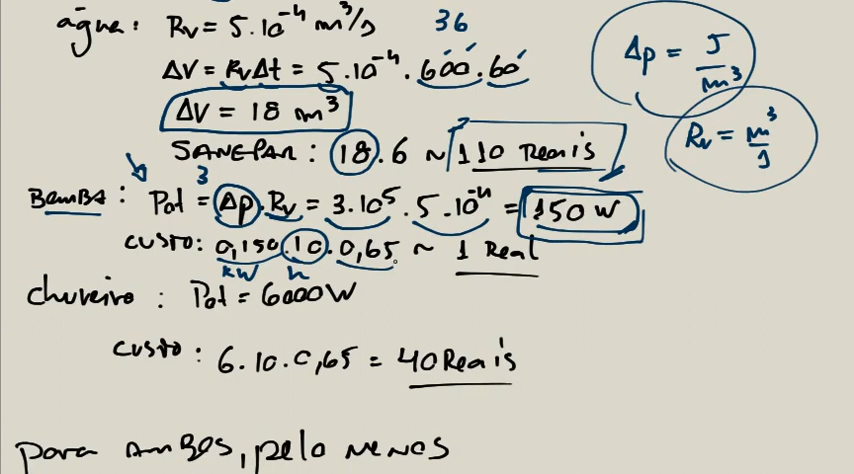 água: Rv = 5.10⁻⁴ m³/s
36
ΔV = RvΔt = 5.10⁻⁴.600.60
ΔV = 18 m³
Δp = J/m³
Rv = m³/s
SANEPAR: 18.6 ~ 110 Reais
3
BOMBA: Pot = Δp.Rv = 3.10⁵.5.10⁻⁴ = 150 W
custo: 0,150.10.0,65 ~ 1 Real
kW h
chuveiro: Pot = 6000W
custo: 6.10.0,65 = 40 Reais
para AMBOS, pelo menos